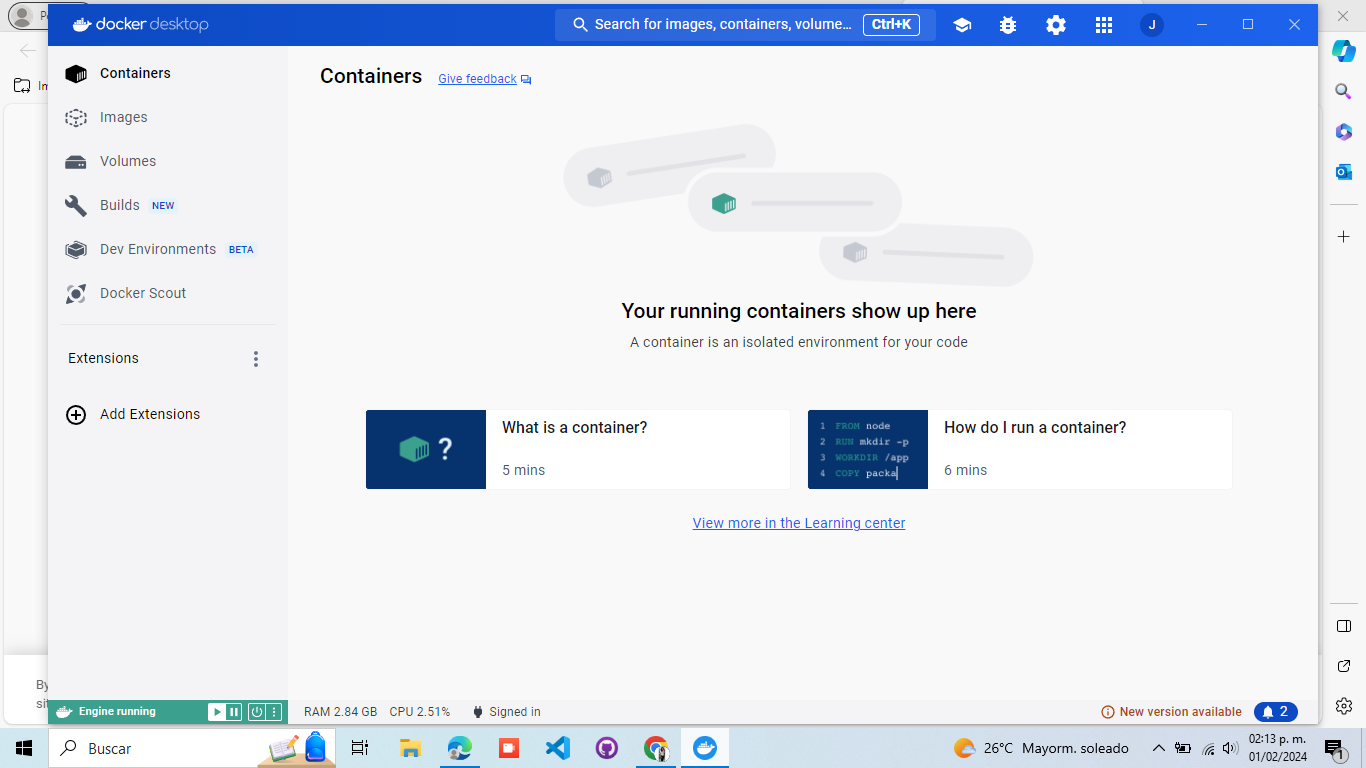 docker desktop
Search for images, containers, volume... Ctrl+K
J
Containers
Images
Volumes
Builds NEW
Dev Environments BETA
Docker Scout
Extensions
Add Extensions
Containers Give feedback
Your running containers show up here
A container is an isolated environment for your code
?
What is a container?
5 mins
1 FROM node
2 RUN mkdir -p
3 WORKDIR /app
4 COPY packa
How do I run a container?
6 mins
View more in the Learning center
By
Engine running
RAM 2.84 GB CPU 2.51% Signed in
New version available 2
Buscar
26°C Mayorm. soleado
02:13 p. m.
01/02/2024
1